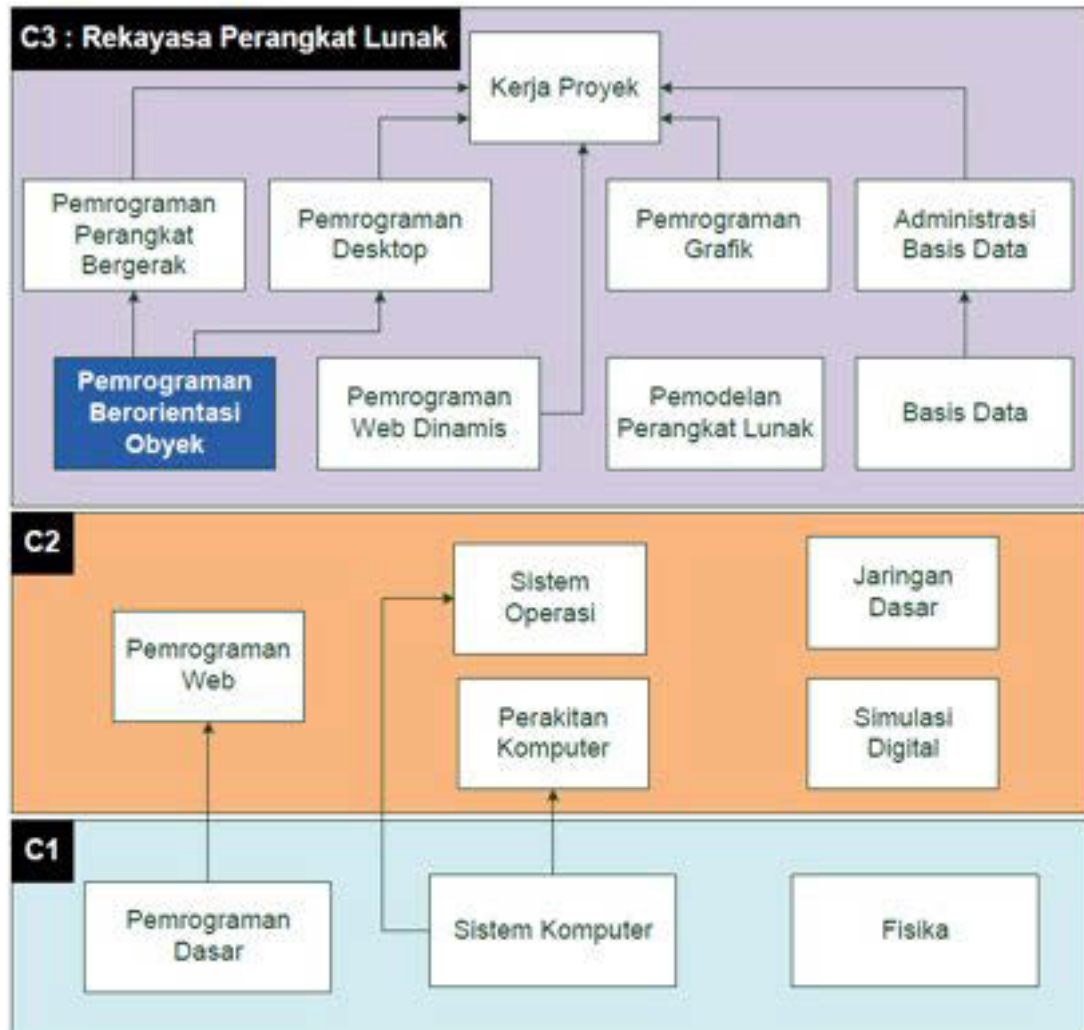 C3 : Rekayasa Perangkat Lunak
Kerja Proyek
Pemrograman
Perangkat
Bergerak
Pemrograman
Desktop
Pemrograman
Grafik
Administrasi
Basis Data
Pemrograman
Berorientasi
Obyek
Pemrograman
Web Dinamis
Pemodelan
Perangkat Lunak
Basis Data
C2
Sistem
Operasi
Jaringan
Dasar
Pemrograman
Web
Perakitan
Komputer
Simulasi
Digital
C1
Pemrograman
Dasar
Sistem Komputer
Fisika